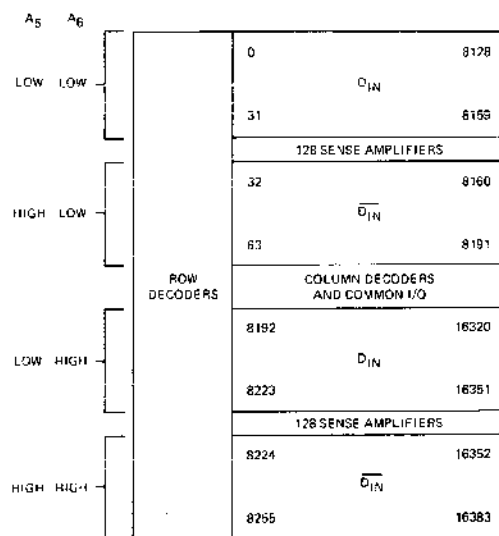 A5 A6
0 8128
LOW LOW DIN
31 8159
128 SENSE AMPLIFIERS
32 8160
HIGH LOW D̅I̅N̅
63 8191
ROW DECODERS
COLUMN DECODERS
AND COMMON I/O
8192 16320
LOW HIGH DIN
8223 16351
128 SENSE AMPLIFIERS
8224 16352
HIGH HIGH D̅I̅N̅
8255 16383